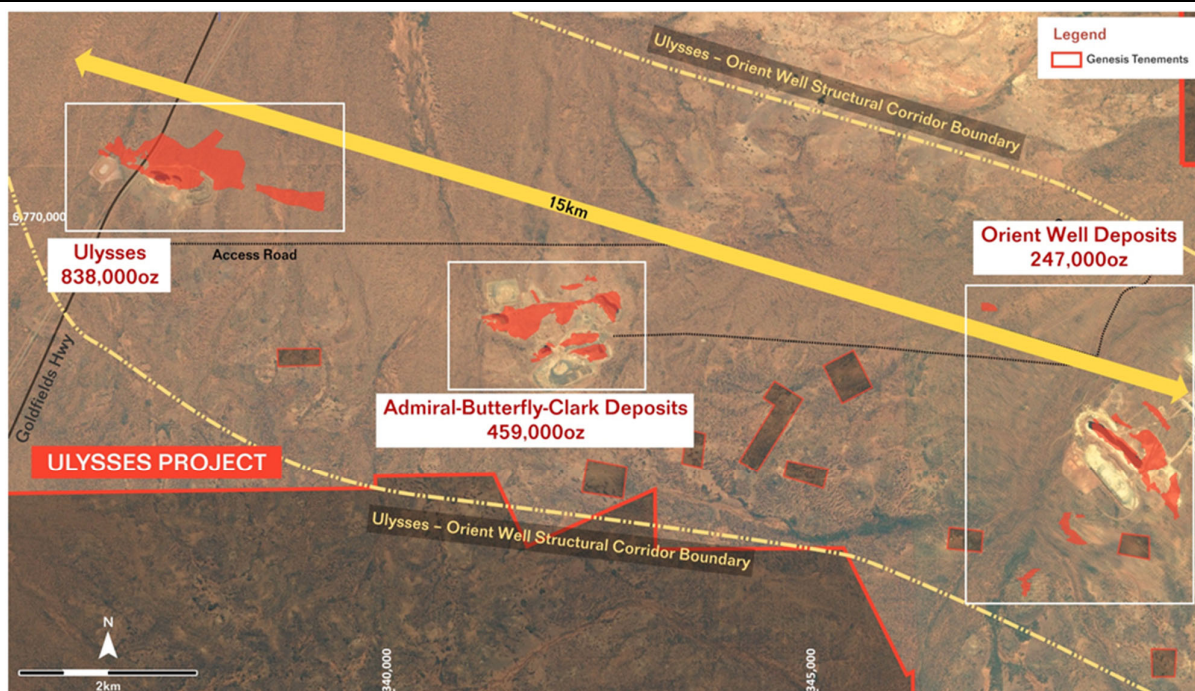 Legend
Genesis Tenements
Ulysses – Orient Well Structural Corridor Boundary
15km
6,770,000
Ulysses
838,000oz
Access Road
Orient Well Deposits
247,000oz
Goldfields Hwy
Admiral-Butterfly-Clark Deposits
459,000oz
ULYSSES PROJECT
Ulysses – Orient Well Structural Corridor Boundary
N
2km
340,000
345,000